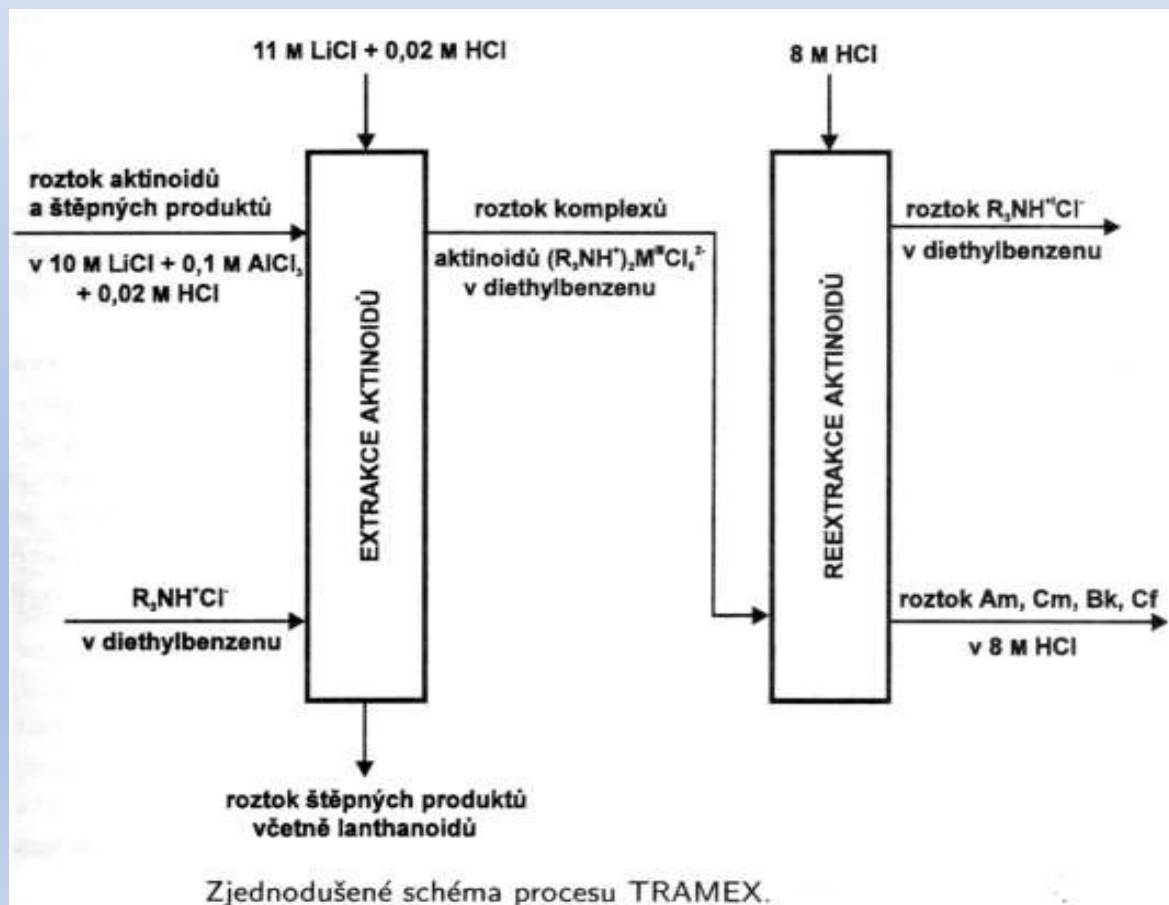 11 M LiCl + 0,02 M HCl
8 M HCl
roztok aktinoidů
a štěpných produktů
v 10 M LiCl + 0,1 M AlCl₃
+ 0,02 M HCl
roztok komplexů
aktinoidů (R₃NH⁺)₂MᴵᴵᴵCl₅²⁻
v diethylbenzenu
roztok R₃NH⁺Cl⁻
v diethylbenzenu
EXTRAKCE AKTINOIDŮ
REEXTRAKCE AKTINOIDŮ
R₃NH⁺Cl⁻
v diethylbenzenu
roztok Am, Cm, Bk, Cf
v 8 M HCl
roztok štěpných produktů
včetně lanthanoidů
Zjednodušené schéma procesu TRAMEX.